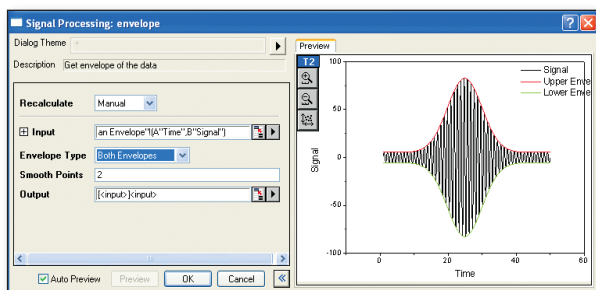 Signal Processing: envelope
Dialog Theme *
Description Get envelope of the data
Recalculate Manual
Input [an Envelope"!(A"Time",B"Signal")
Envelope Type Both Envelopes
Smooth Points 2
Output [<input>]<input>
Auto Preview Preview OK Cancel
Preview
T2
Signal
Upper Enve
Lower Enve
100
50
0
-50
-100
Signal
0 20 40 60
Time